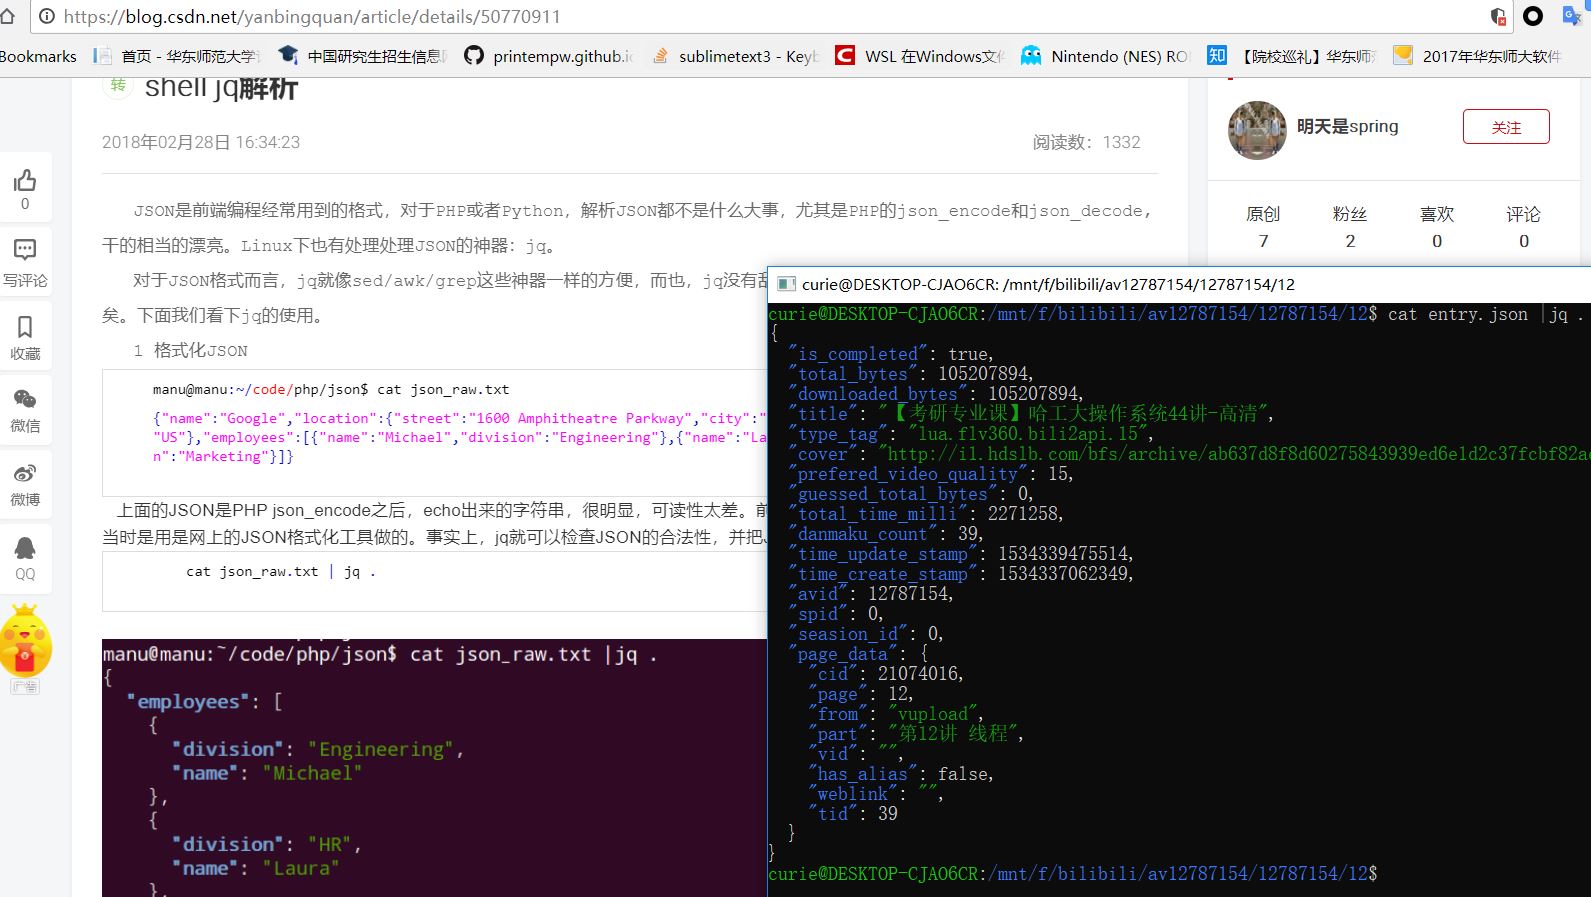 https://blog.csdn.net/yanbingquan/article/details/50770911
Bookmarks 首页 - 华东师范大学 中国研究生招生信息 printempw.github.i sublimetext3 - Key WSL 在Windows文 Nintendo (NES) RO 知 【院校巡礼】华东师 2017年华东师大软件
转 shell jq解析
2018年02月28日 16:34:23 阅读数：1332
JSON是前端编程经常用到的格式，对于PHP或者Python，解析JSON都不是什么大事，尤其是PHP的json_encode和json_decode，
干的相当的漂亮。Linux下也有处理处理JSON的神器：jq。
对于JSON格式而言，jq就像sed/awk/grep这些神器一样的方便，而也，jq没有
矣。下面我们看下jq的使用。
1 格式化JSON
manu@manu:~/code/php/json$ cat json_raw.txt
{"name":"Google","location":{"street":"1600 Amphitheatre Parkway","city":"
"US"},"employees":[{"name":"Michael","division":"Engineering"},{"name":"La
n":"Marketing"}]}
上面的JSON是PHP json_encode之后，echo出来的字符串，很明显，可读性太差。前
当时是用是网上的JSON格式化工具做的。事实上，jq就可以检查JSON的合法性，并把J
cat json_raw.txt | jq .
manu@manu:~/code/php/json$ cat json_raw.txt |jq .
{
"employees": [
{
"division": "Engineering",
"name": "Michael"
},
{
"division": "HR",
"name": "Laura"
},
0
写评论
收藏
微信
微博
QQ
广告
明天是spring 关注
原创 粉丝 喜欢 评论
7 2 0 0
curie@DESKTOP-CJAO6CR: /mnt/f/bilibili/av12787154/12787154/12
curie@DESKTOP-CJAO6CR:/mnt/f/bilibili/av12787154/12787154/12$ cat entry.json |jq .
{
"is_completed": true,
"total_bytes": 105207894,
"downloaded_bytes": 105207894,
"title": "【考研专业课】哈工大操作系统44讲-高清",
"type_tag": "lua.flv360.bili2api.15",
"cover": "http://i1.hdslb.com/bfs/archive/ab637d8f8d60275843939ed6e1d2c37fcbf82a
"prefered_video_quality": 15,
"guessed_total_bytes": 0,
"total_time_milli": 2271258,
"danmaku_count": 39,
"time_update_stamp": 1534339475514,
"time_create_stamp": 1534337062349,
"avid": 12787154,
"spid": 0,
"seasion_id": 0,
"page_data": {
"cid": 21074016,
"page": 12,
"from": "vupload",
"part": "第12讲 线程",
"vid": "",
"has_alias": false,
"weblink": "",
"tid": 39
}
}
curie@DESKTOP-CJAO6CR:/mnt/f/bilibili/av12787154/12787154/12$